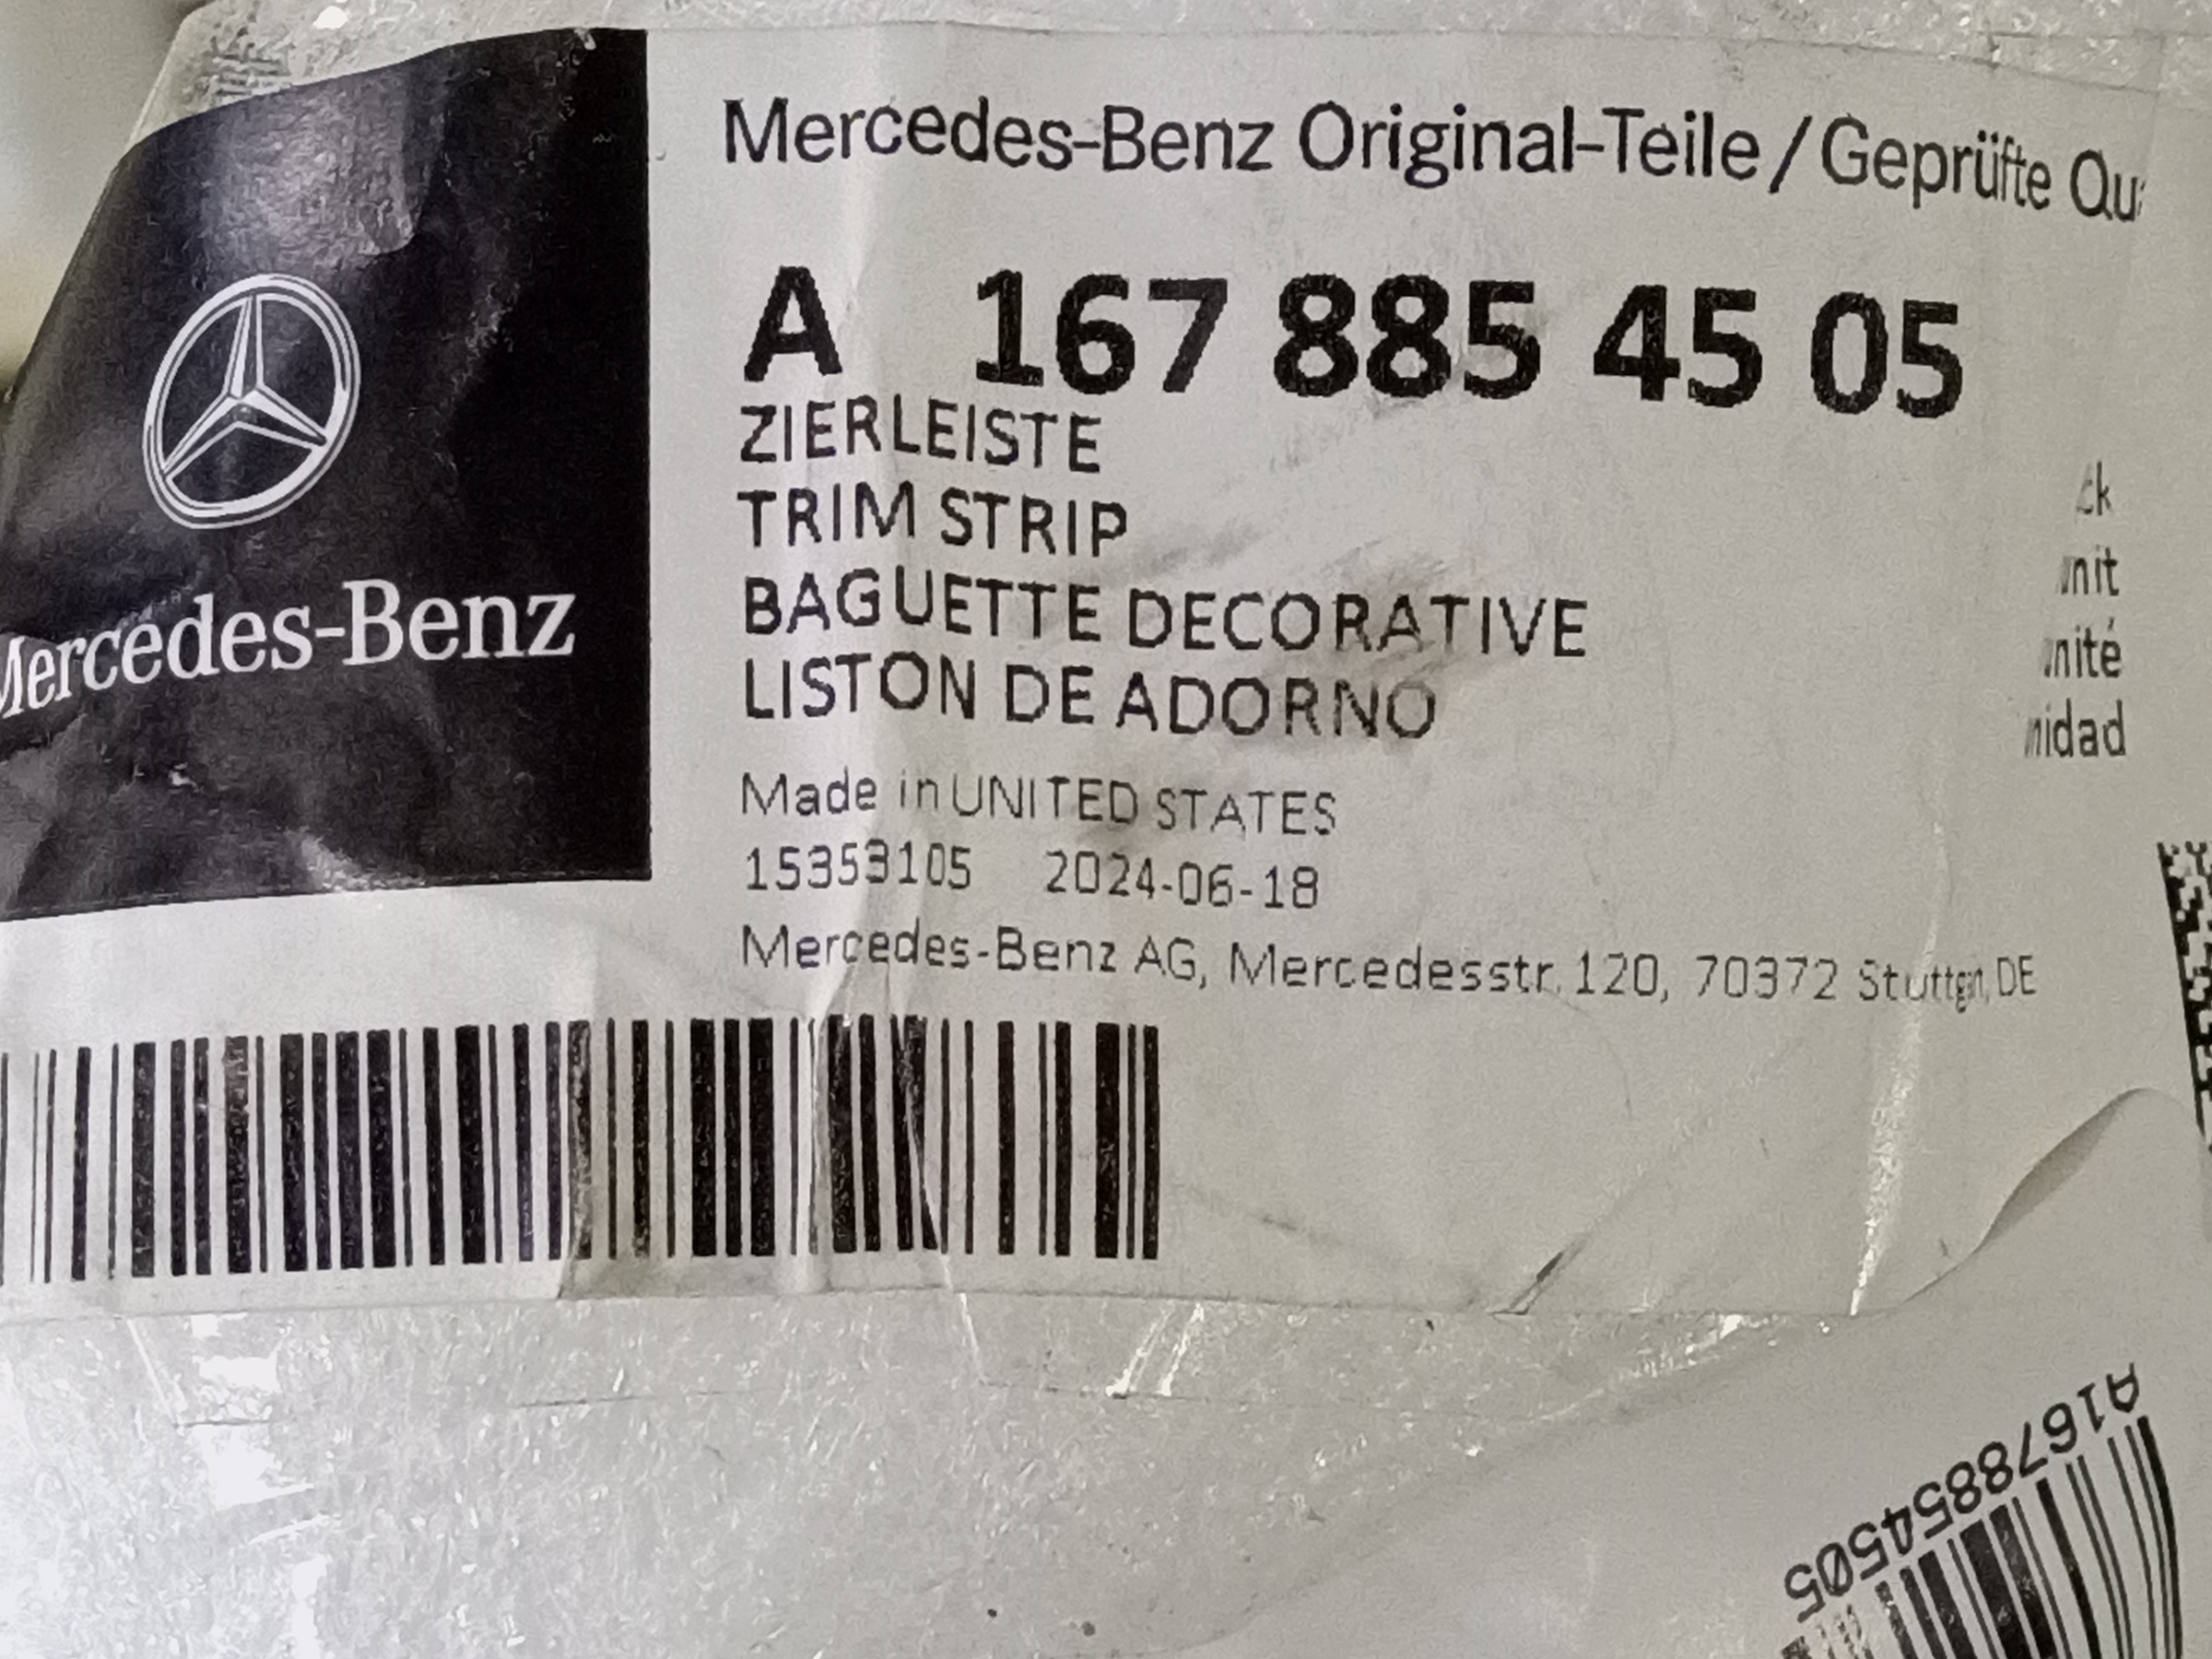 Mercedes-Benz Original-Teile / Geprüfte
A 167 885 45 05
ZIERLEISTE
TRIM STRIP
BAGUETTE DECORATIVE
LISTON DE ADORNO
Made in UNITED STATES
15353105 2024-06-18
Mercedes-Benz AG, Mercedesstr. 120, 70372 DE
Mercedes-Benz
A1678854505